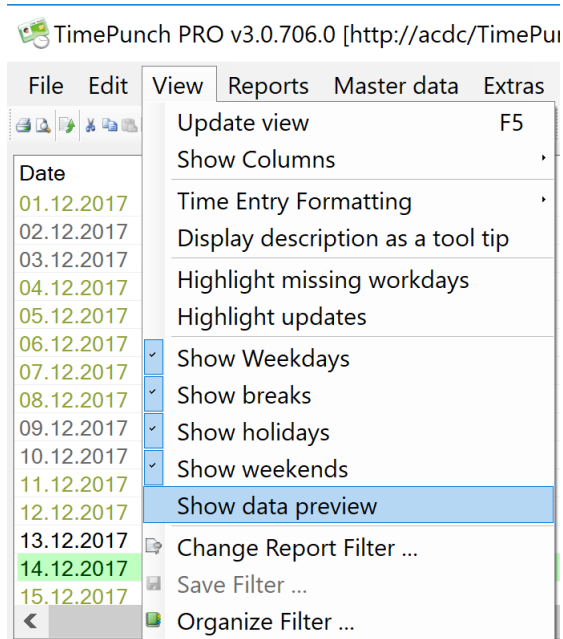 TimePunch PRO v3.0.706.0 [http://acdc/TimePu
File Edit View Reports Master data Extras
Update view F5
Show Columns
Time Entry Formatting
Display description as a tool tip
Highlight missing workdays
Highlight updates
Show Weekdays
Show breaks
Show holidays
Show weekends
Show data preview
Change Report Filter ...
Save Filter ...
Organize Filter ...
Date
01.12.2017
02.12.2017
03.12.2017
04.12.2017
05.12.2017
06.12.2017
07.12.2017
08.12.2017
09.12.2017
10.12.2017
11.12.2017
12.12.2017
13.12.2017
14.12.2017
15.12.2017